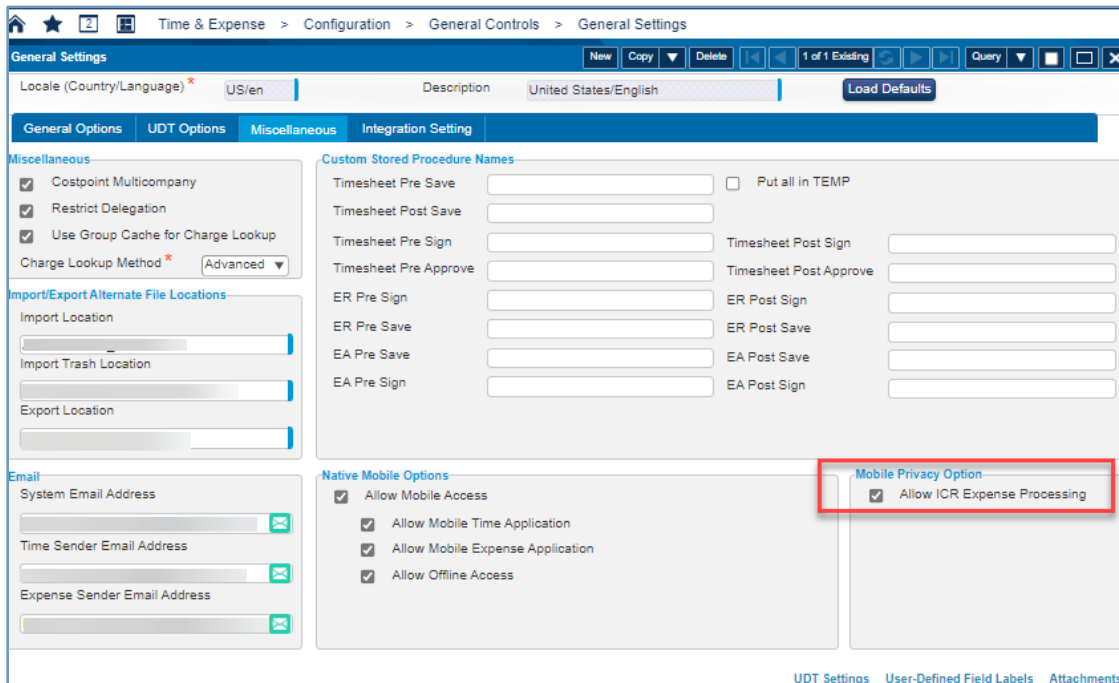 2 Time & Expense > Configuration > General Controls > General Settings
General Settings New Copy Delete 1 of 1 Existing Query
Locale (Country/Language) * US/en Description United States/English Load Defaults
General Options UDT Options Miscellaneous Integration Setting
Miscellaneous
Costpoint Multicompany
Restrict Delegation
Use Group Cache for Charge Lookup
Charge Lookup Method * Advanced
Import/Export Alternate File Locations
Import Location
Import Trash Location
Export Location
Custom Stored Procedure Names
Timesheet Pre Save Put all in TEMP
Timesheet Post Save
Timesheet Pre Sign Timesheet Post Sign
Timesheet Pre Approve Timesheet Post Approve
ER Pre Sign ER Post Sign
ER Pre Save ER Post Save
EA Pre Save EA Post Save
EA Pre Sign EA Post Sign
Email
System Email Address
Time Sender Email Address
Expense Sender Email Address
Native Mobile Options
Allow Mobile Access
Allow Mobile Time Application
Allow Mobile Expense Application
Allow Offline Access
Mobile Privacy Option
Allow ICR Expense Processing
UDT Settings User-Defined Field Labels Attachments